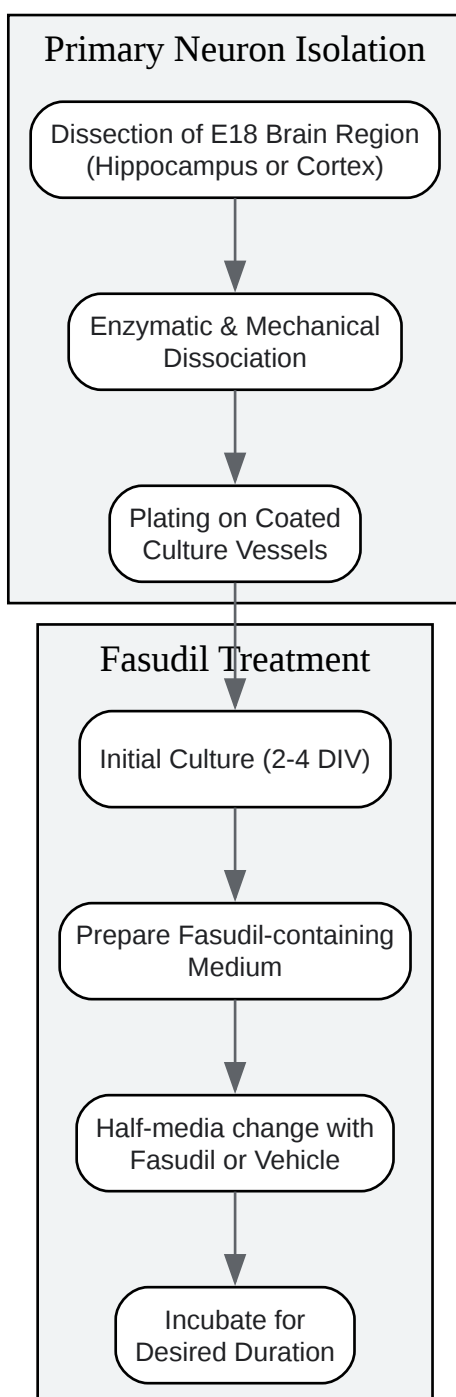 Primary Neuron Isolation
Dissection of E18 Brain Region
(Hippocampus or Cortex)
Enzymatic & Mechanical
Dissociation
Plating on Coated
Culture Vessels
Fasudil Treatment
Initial Culture (2-4 DIV)
Prepare Fasudil-containing
Medium
Half-media change with
Fasudil or Vehicle
Incubate for
Desired Duration